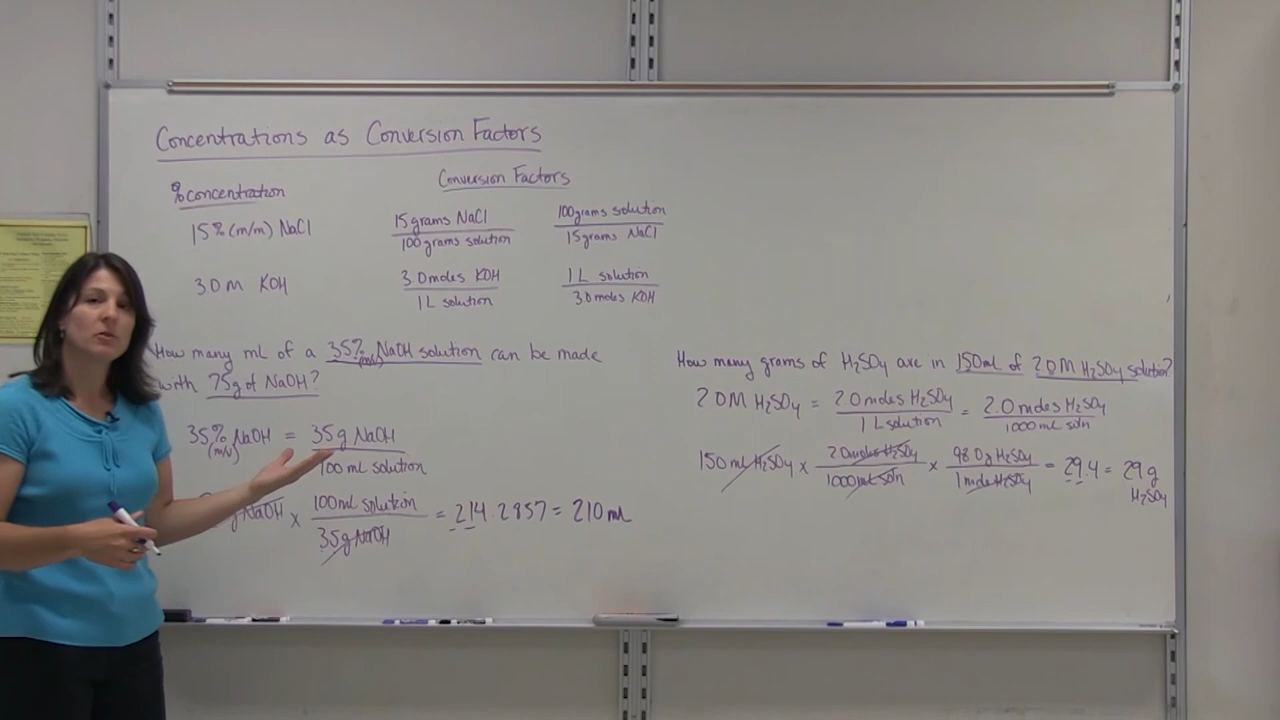 Concentrations as Conversion Factors
% concentration
Conversion Factors
15% (m/m) NaCl
15 grams NaCl
100 grams solution
100 grams solution
15 grams NaCl
3.0 M KOH
3.0 moles KOH
1 L solution
1 L solution
3.0 moles KOH
How many mL of a 35% (m/v) NaOH solution can be made
with 75g of NaOH?
35% (m/v) NaOH = 35 g NaOH
100 mL solution
g NaOH x 100 mL solution = 214.2857 = 210 mL
35 g NaOH
How many grams of H₂SO₄ are in 150mL of 2.0M H₂SO₄ solution?
2.0M H₂SO₄ = 2.0 moles H₂SO₄ = 2.0 moles H₂SO₄
1 L solution 1000 mL soln
150 mL H₂SO₄ x 2.0 moles H₂SO₄ x 98.0g H₂SO₄ = 29.4 = 29 g
1000 mL soln 1 mole H₂SO₄ H₂SO₄